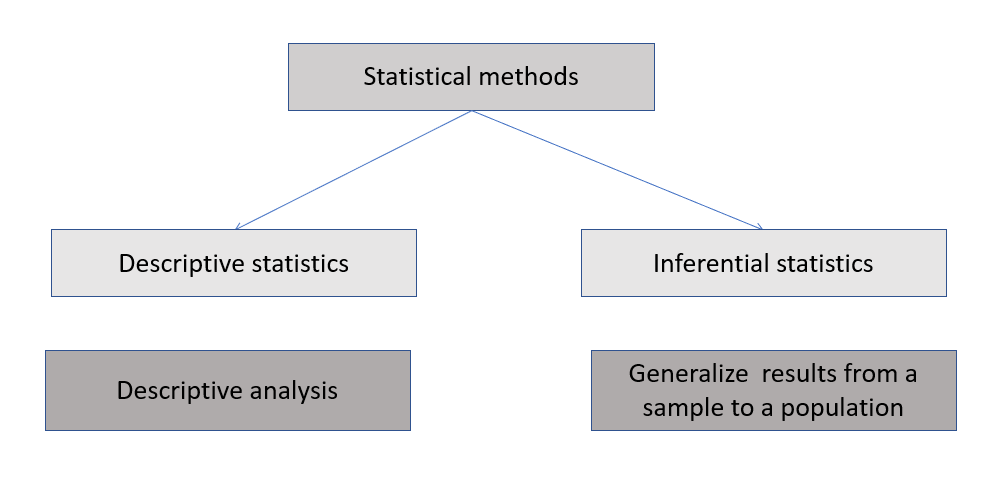 Statistical methods
Descriptive statistics
Inferential statistics
Descriptive analysis
Generalize  results from a
sample to a population